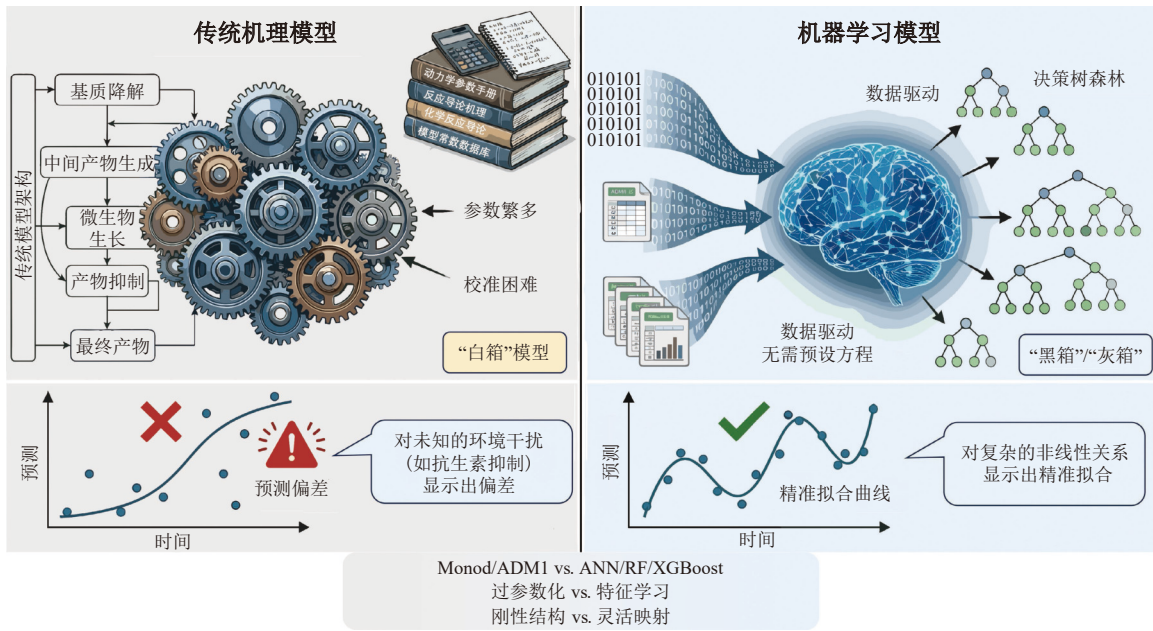 传统机理模型
传统模型架构
基质降解
中间产物生成
微生物
生长
产物抑制
最终产物
动力学参数手册
反应导论机理
化学反应导论
模型常数数据库
参数繁多
校准困难
“白箱”模型
预测
时间
预测偏差
对未知的环境干扰
(如抗生素抑制)
显示出偏差
机器学习模型
010101
010101
010101
010101
010101
数据驱动
决策树森林
数据驱动
无需预设方程
“黑箱”/“灰箱”
预测
时间
精准拟合曲线
对复杂的非线性关系
显示出精准拟合
Monod/ADM1 vs. ANN/RF/XGBoost
过参数化 vs. 特征学习
刚性结构 vs. 灵活映射